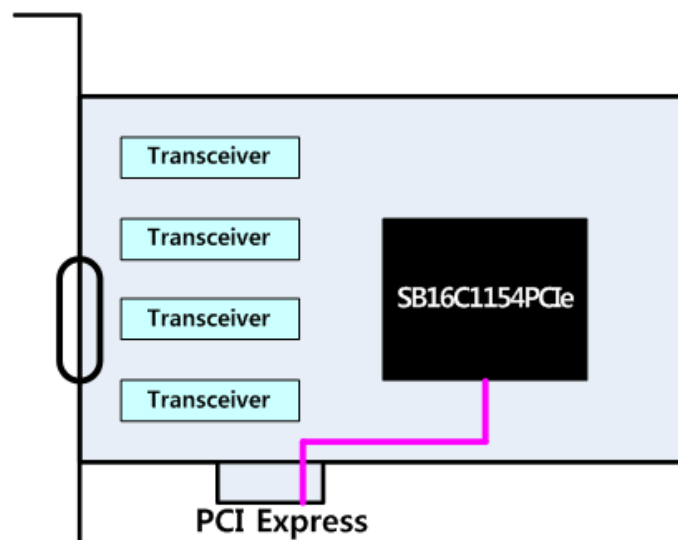 Transceiver
Transceiver
SB16C1154PCIe
Transceiver
Transceiver
PCI Express